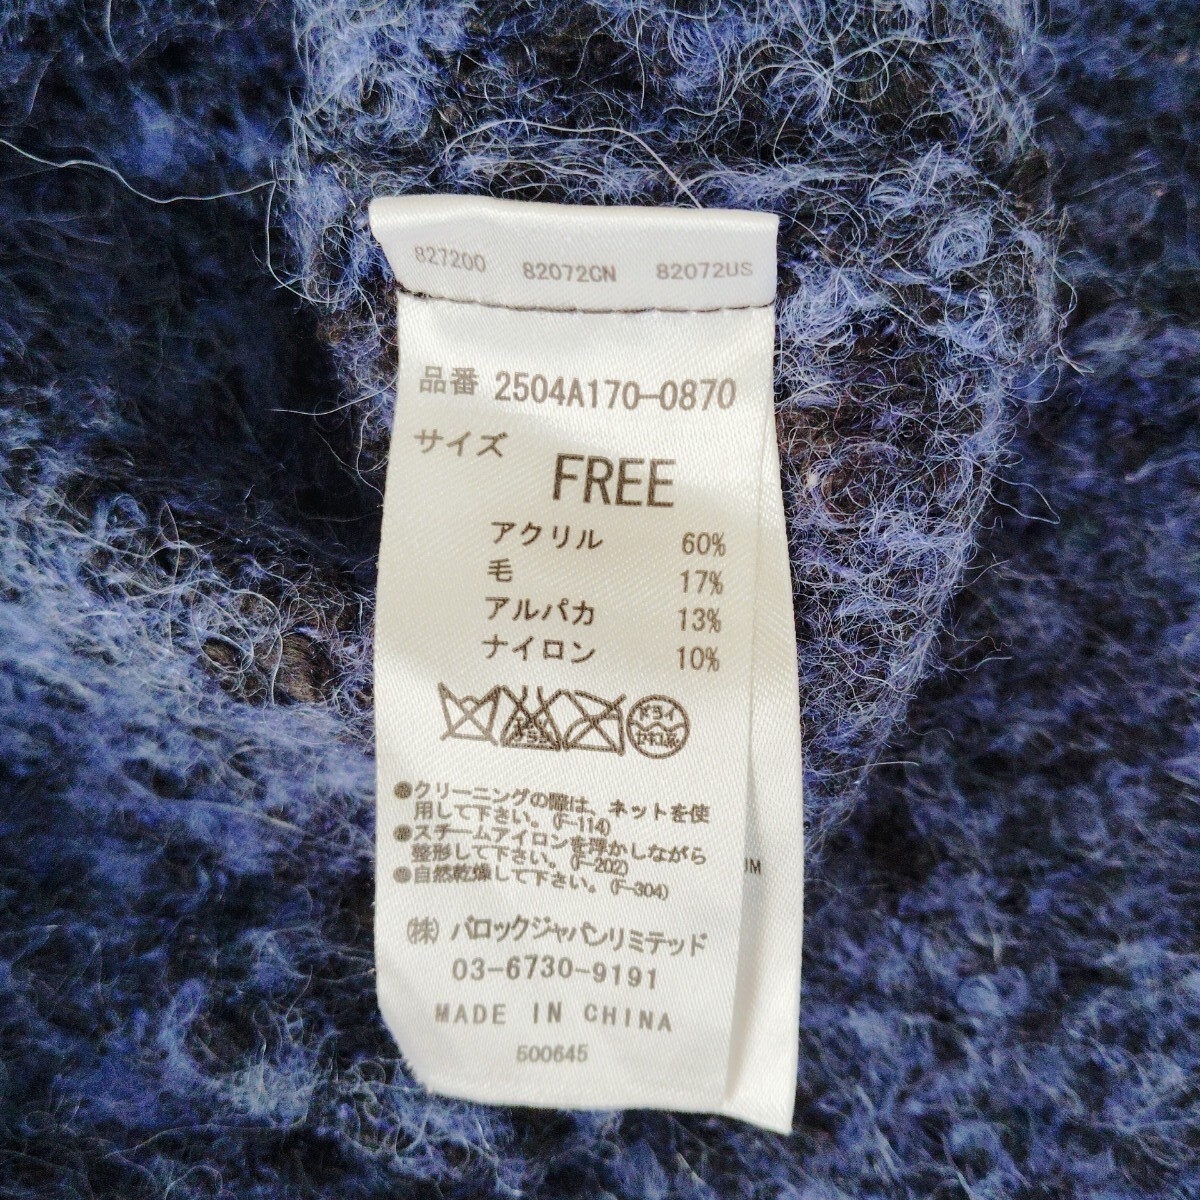 827200 82072CN 82072US
品番 2504A170-0870
サイズ FREE
アクリル 60%
毛 17%
アルパカ 13%
ナイロン 10%
ドライ
●クリーニングの際は、ネットを使
用して下さい。(F-114)
●スチームアイロンを浮かしながら
整形して下さい。(F-202)
●自然乾燥して下さい。(F-304)
(株) バロックジャパンリミテッド
03-6730-9191
MADE IN CHINA
500645